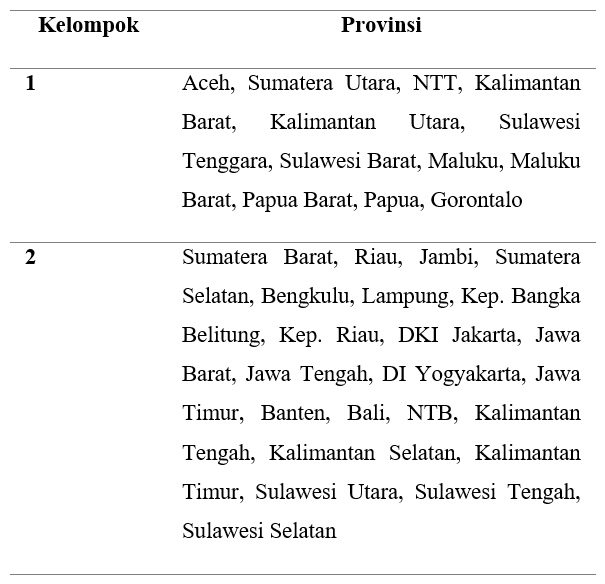 Kelompok Provinsi
1 Aceh, Sumatera Utara, NTT, Kalimantan
Barat, Kalimantan Utara, Sulawesi
Tenggara, Sulawesi Barat, Maluku, Maluku
Barat, Papua Barat, Papua, Gorontalo
2 Sumatera Barat, Riau, Jambi, Sumatera
Selatan, Bengkulu, Lampung, Kep. Bangka
Belitung, Kep. Riau, DKI Jakarta, Jawa
Barat, Jawa Tengah, DI Yogyakarta, Jawa
Timur, Banten, Bali, NTB, Kalimantan
Tengah, Kalimantan Selatan, Kalimantan
Timur, Sulawesi Utara, Sulawesi Tengah,
Sulawesi Selatan